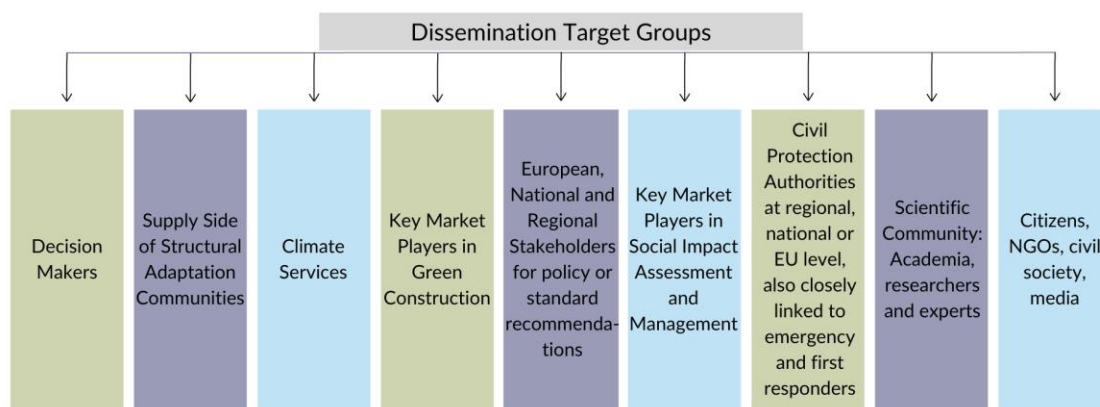 Dissemination Target Groups
Decision
Makers
Supply Side
of Structural
Adaptation
Communities
Climate
Services
Key Market
Players in
Green
Construction
European,
National and
Regional
Stakeholders
for policy or
standard
recommenda-
tions
Key Market
Players in
Social Impact
Assessment
and
Management
Civil
Protection
Authorities
at regional,
national or
EU level,
also closely
linked to
emergency
and first
responders
Scientific
Community:
Academia,
researchers
and experts
Citizens,
NGOs, civil
society,
media